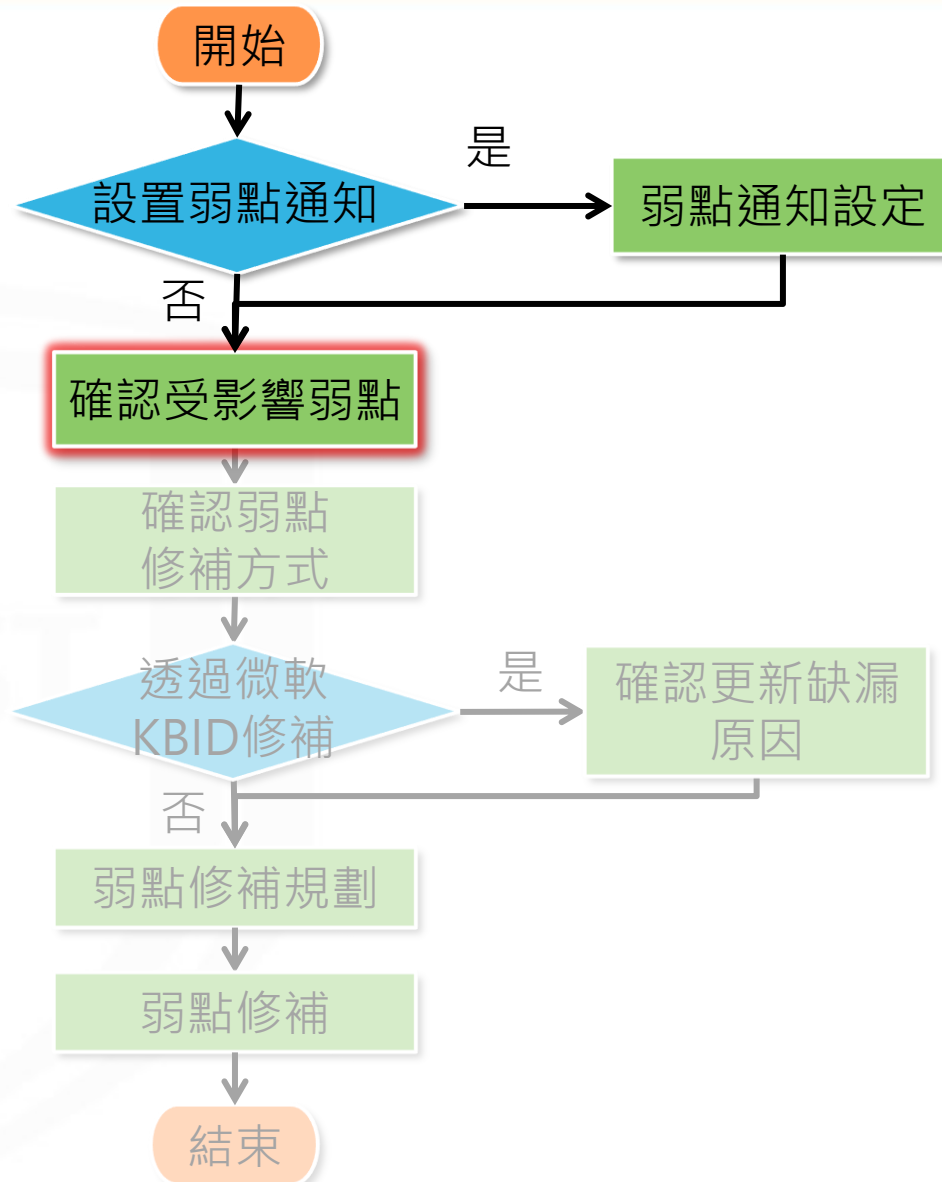 開始
設置弱點通知
是
弱點通知設定
否
確認受影響弱點
確認弱點
修補方式
透過微軟
KBID修補
是
確認更新缺漏
原因
否
弱點修補規劃
弱點修補
結束